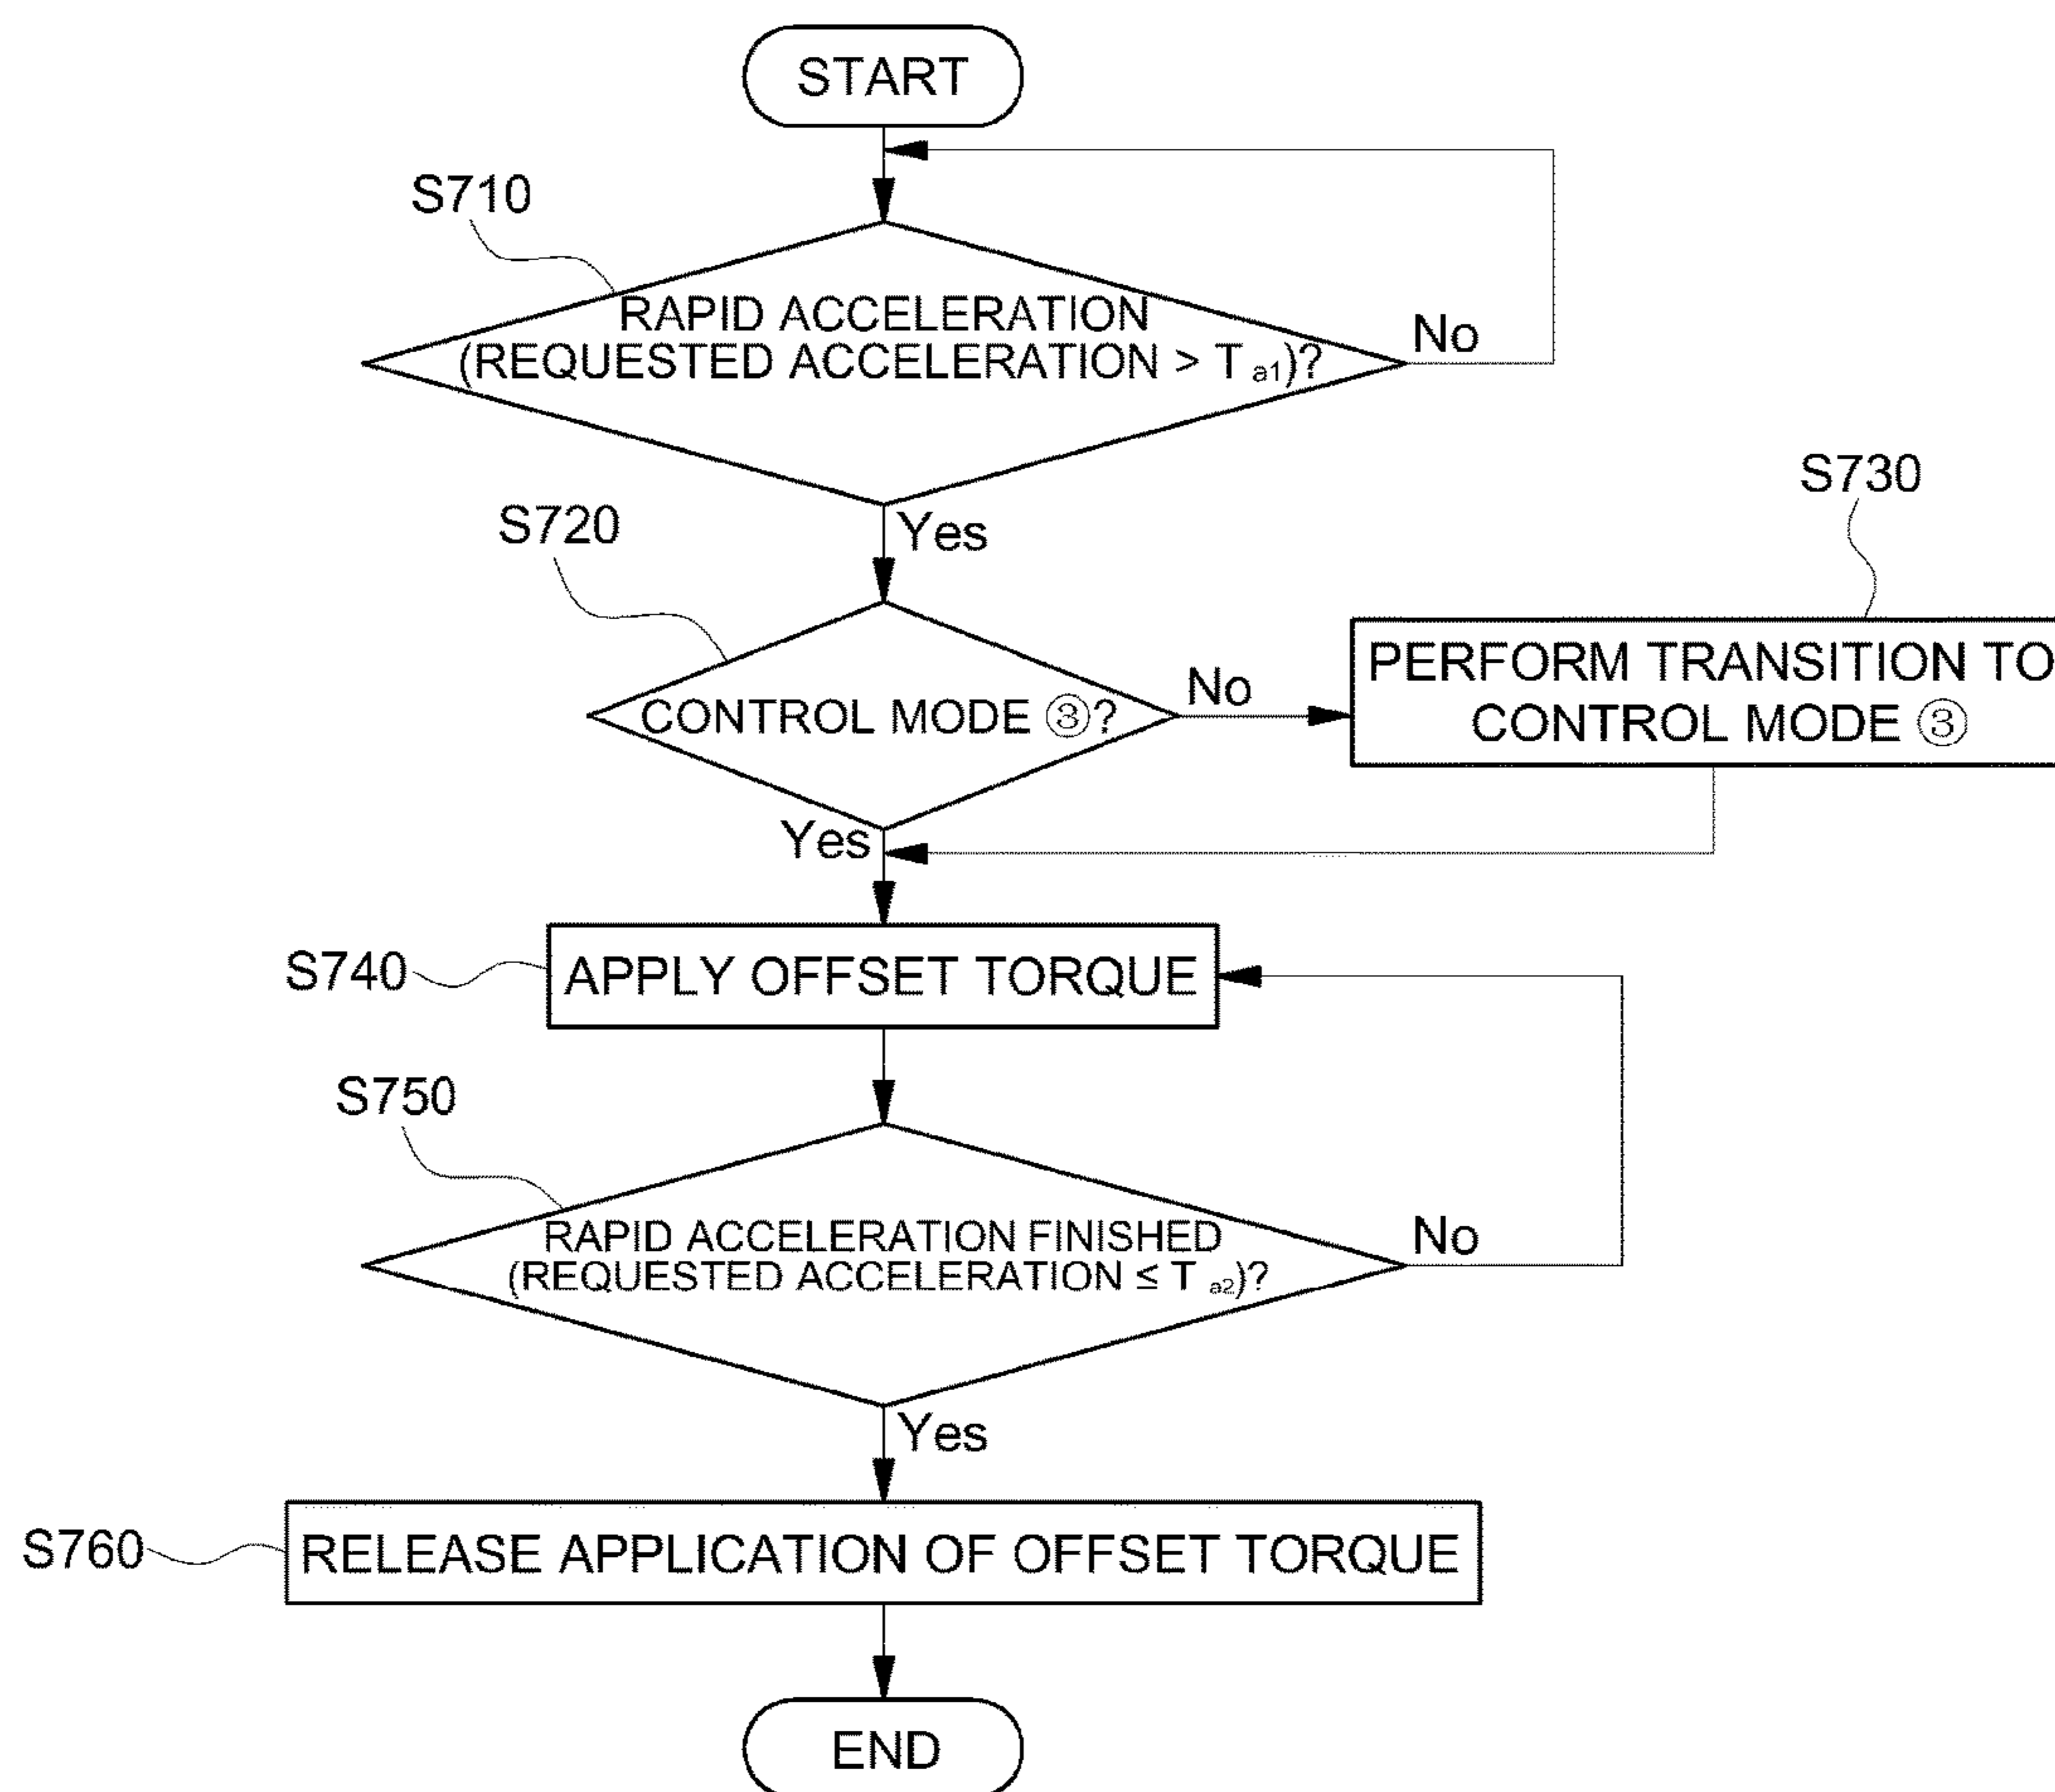 START
S710
RAPID ACCELERATION
(REQUESTED ACCELERATION > T a1)?
No
Yes
S720
S730
CONTROL MODE ③?
No
PERFORM TRANSITION TO
CONTROL MODE ③
Yes
S740
APPLY OFFSET TORQUE
S750
RAPID ACCELERATION FINISHED
(REQUESTED ACCELERATION ≤ T a2)?
No
Yes
S760
RELEASE APPLICATION OF OFFSET TORQUE
END